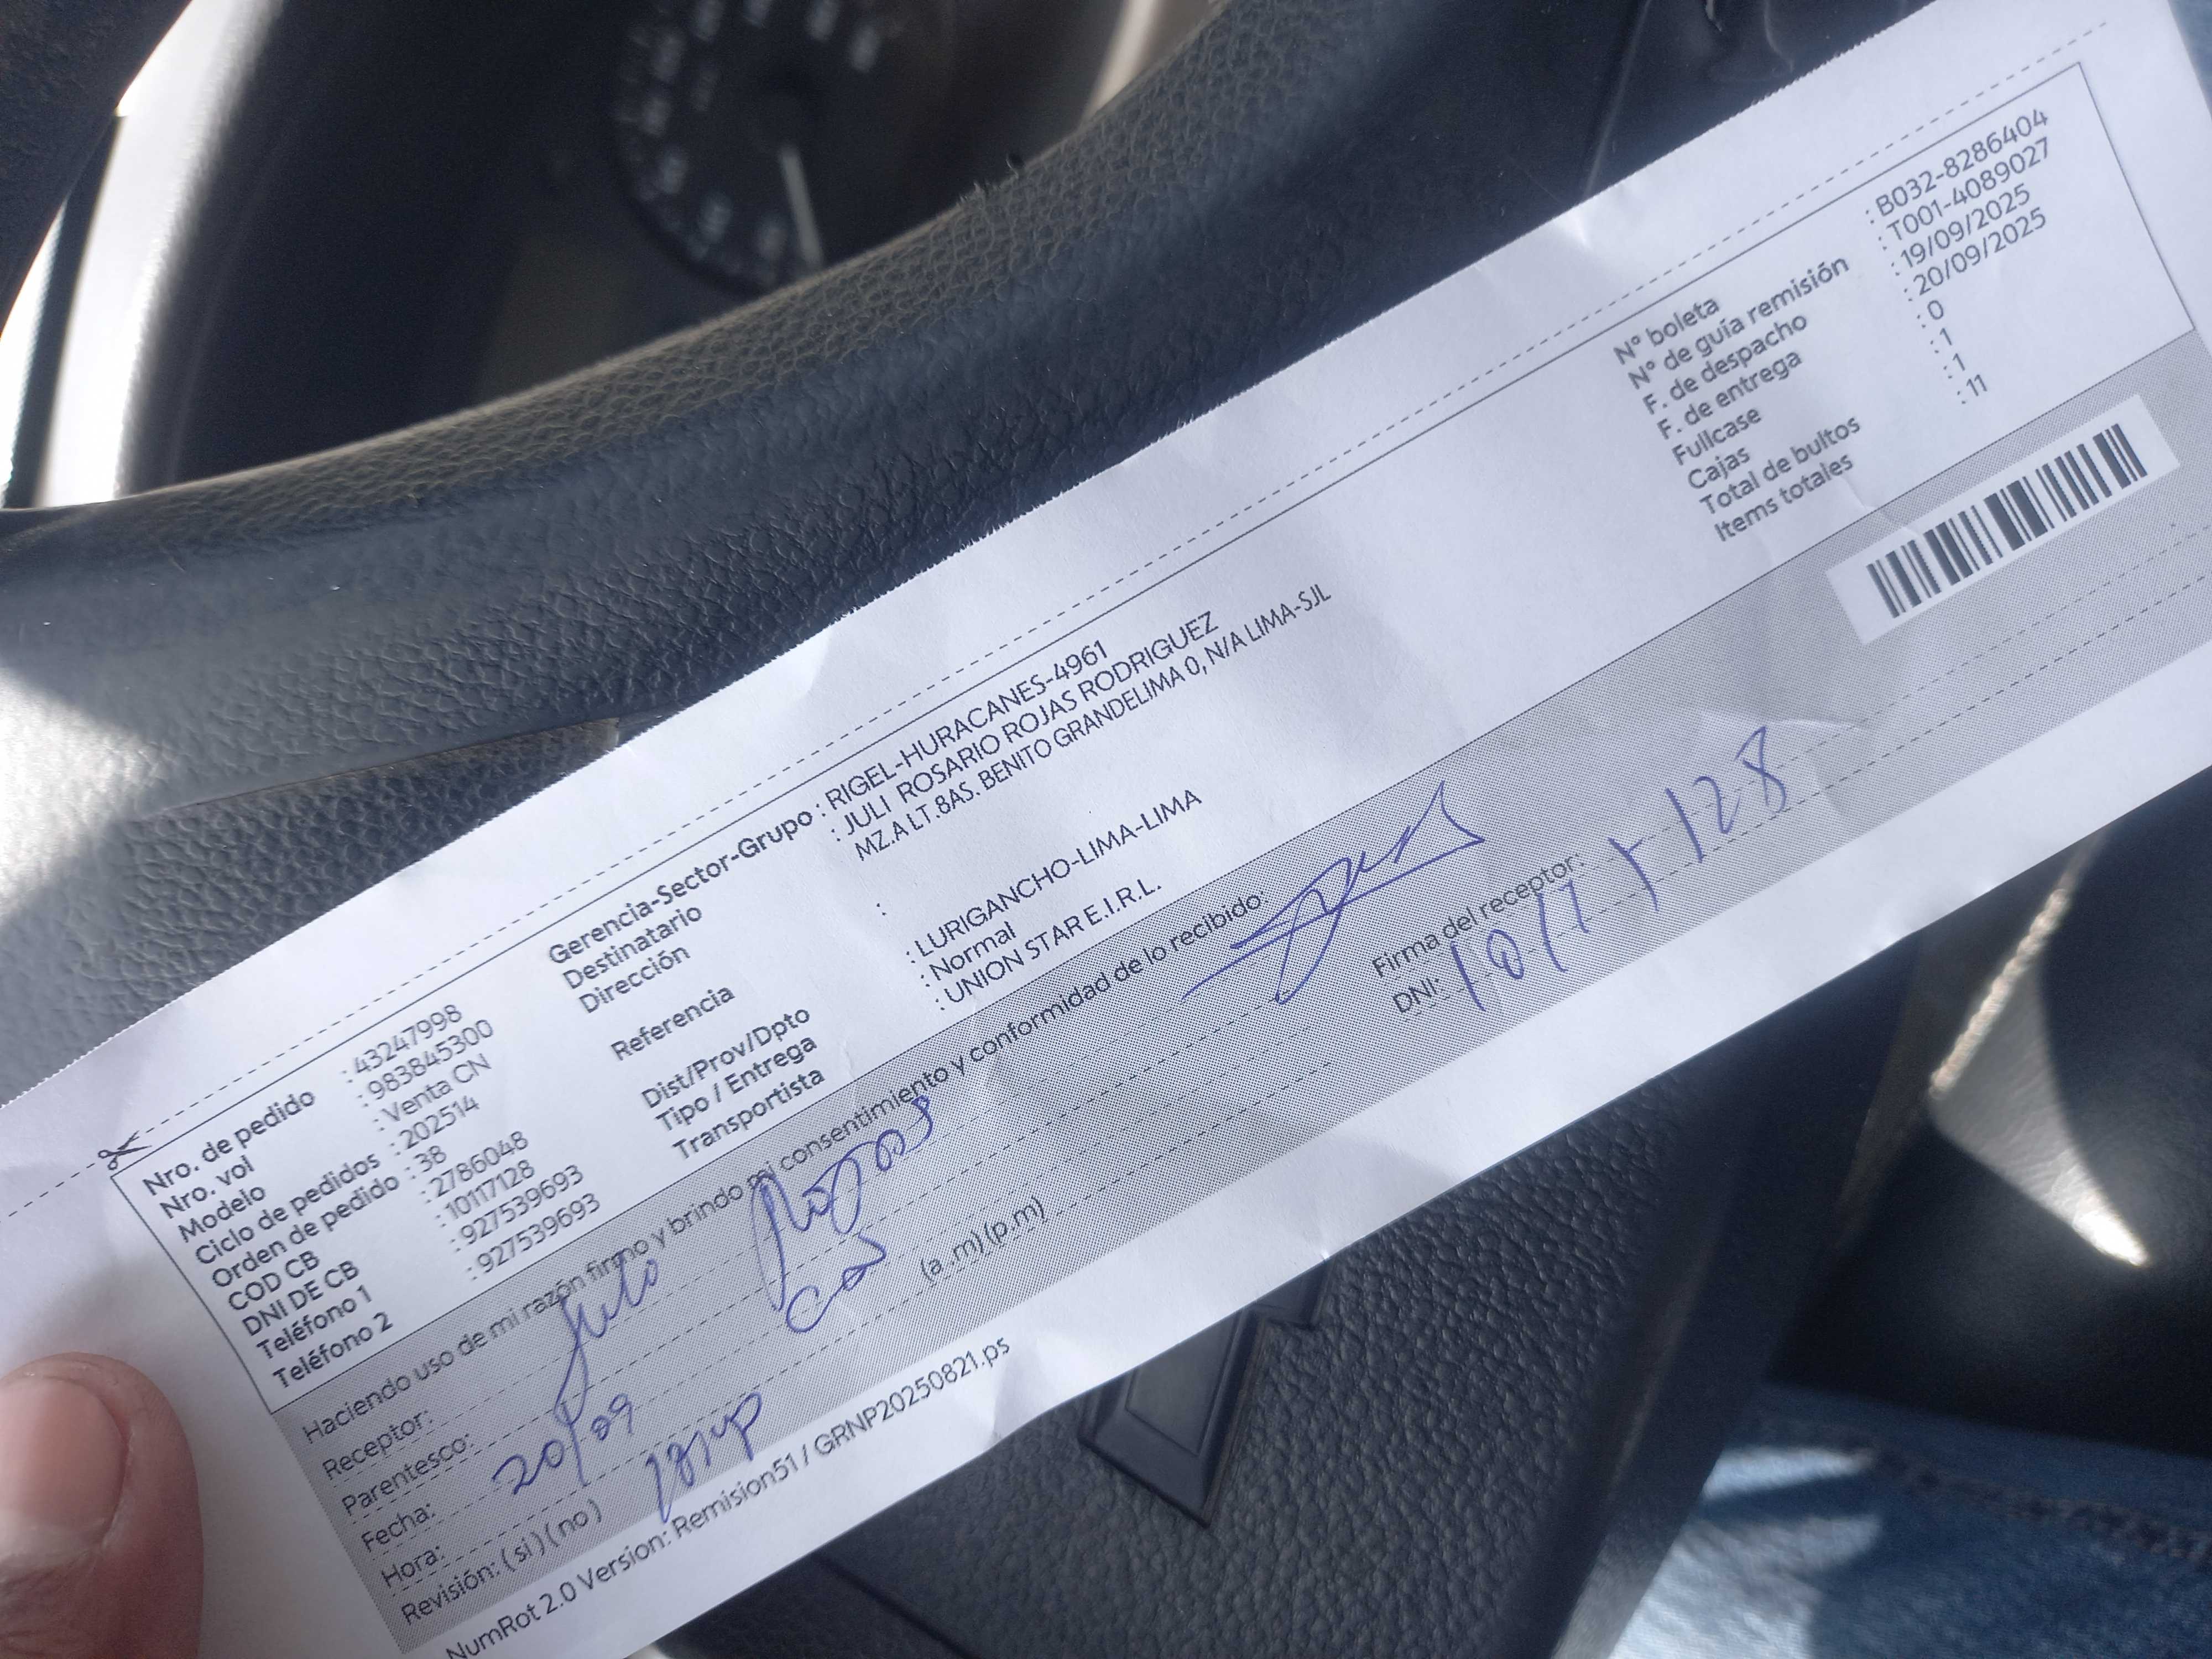 Nro. de pedido : 43247998
Nro. vol : 983845300
Modelo : Venta CN
Ciclo de pedidos : 202514
Orden de pedido : 38
COD CB : 2786048
DNI DE CB : 10117128
Teléfono 1 : 927539693
Teléfono 2 : 927539693
Gerencia-Sector-Grupo : RIGEL-HURACANES-4961
Destinatario : JULI ROSARIO ROJAS RODRIGUEZ
Dirección MZ.A LT.8AS. BENITO GRANDELIMA 0, N/A LIMA-SJL
Referencia :
Dist/Prov/Dpto : LURIGANCHO-LIMA-LIMA
Tipo / Entrega : Normal
Transportista : UNION STAR E.I.R.L.
N° boleta : B032-8286404
N° de guía remisión : T001-4089027
F. de despacho : 19/09/2025
F. de entrega : 20/09/2025
Fullcase : 0
Cajas : 1
Total de bultos : 1
Items totales : 11
Haciendo uso de mi razón firmo y brindo mi consentimiento y conformidad de lo recibido:
Receptor: Rojas
Parentesco:
Fecha: 20/09
Hora: (a.m) (p.m)
Revisión: (si) (no)
Firma del receptor:
DNI: 10117128
NumRot 2.0 Version: Remision51 / GRNP20250821.ps